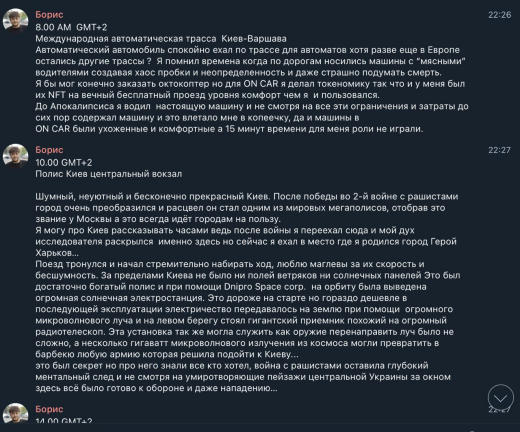 Борис
22:26
8.00 AM GMT+2
Международная автоматическая трасса Киев-Варшава
Автоматический автомобиль спокойно ехал по трассе для автоматов хотя разве еще в Европе
остались другие трассы ? Я помнил времена когда по дорогам носились машины с “мясными“
водителями создавая хаос пробки и неопределенность и даже страшно подумать смерть.
Я бы мог конечно заказать октокоптер но для ON CAR я делал токеномику так что и у меня был
их NFT на вечный бесплатный проезд уровня комфорт чем я и пользовался.
До Апокалипсиса я водил настоящую машину и не смотря на все эти ограничения и затраты до
сих пор содержал машину и это влетало мне в копеечку, да и машины в
ON CAR были ухоженные и комфортные а 15 минут времени для меня роли не играли.
Борис
22:27
10.00 GMT+2
Полис Киев центральный вокзал
Шумный, неуютный и бесконечно прекрасный Киев. После победы во 2-й войне с рашистами
город очень преобразился и расцвел он стал одним из мировых мегаполисов, отобрав это
звание у Москвы а это всегда идёт городам на пользу.
Я могу про Киев рассказывать часами ведь после войны я переехал сюда и мой дух
исследователя раскрылся именно здесь но сейчас я ехал в место где я родился город Герой
Харьков...
Поезд тронулся и начал стремительно набирать ход, люблю маглевы за их скорость и
бесшумность. За пределами Киева не было ни полей ветряков ни солнечных панелей Это был
достаточно богатый полис и при помощи Dnipro Space corp. на орбиту была выведена
огромная солнечная электростанция. Это дороже на старте но гораздо дешевле в
последующей эксплуатации электричество передавалось на землю при помощи огромного
микроволнового луча и на левом берегу стоял гигантский приемник похожий на огромный
радиотелескоп. Эта установка так же могла служить как оружие перенаправить луч было не
сложно, а несколько гигаватт микроволнового излучения из космоса могли превратить в
барбекю любую армию которая решила подойти к Киеву...
это был секрет но про него знали все кто хотел, война с рашистами оставила глубокий
ментальный след и не смотря на умиротворяющие пейзажи центральной Украины за окном
здесь всё было готово к обороне и даже нападению...
Борис
22:27
14.00 GMT+2